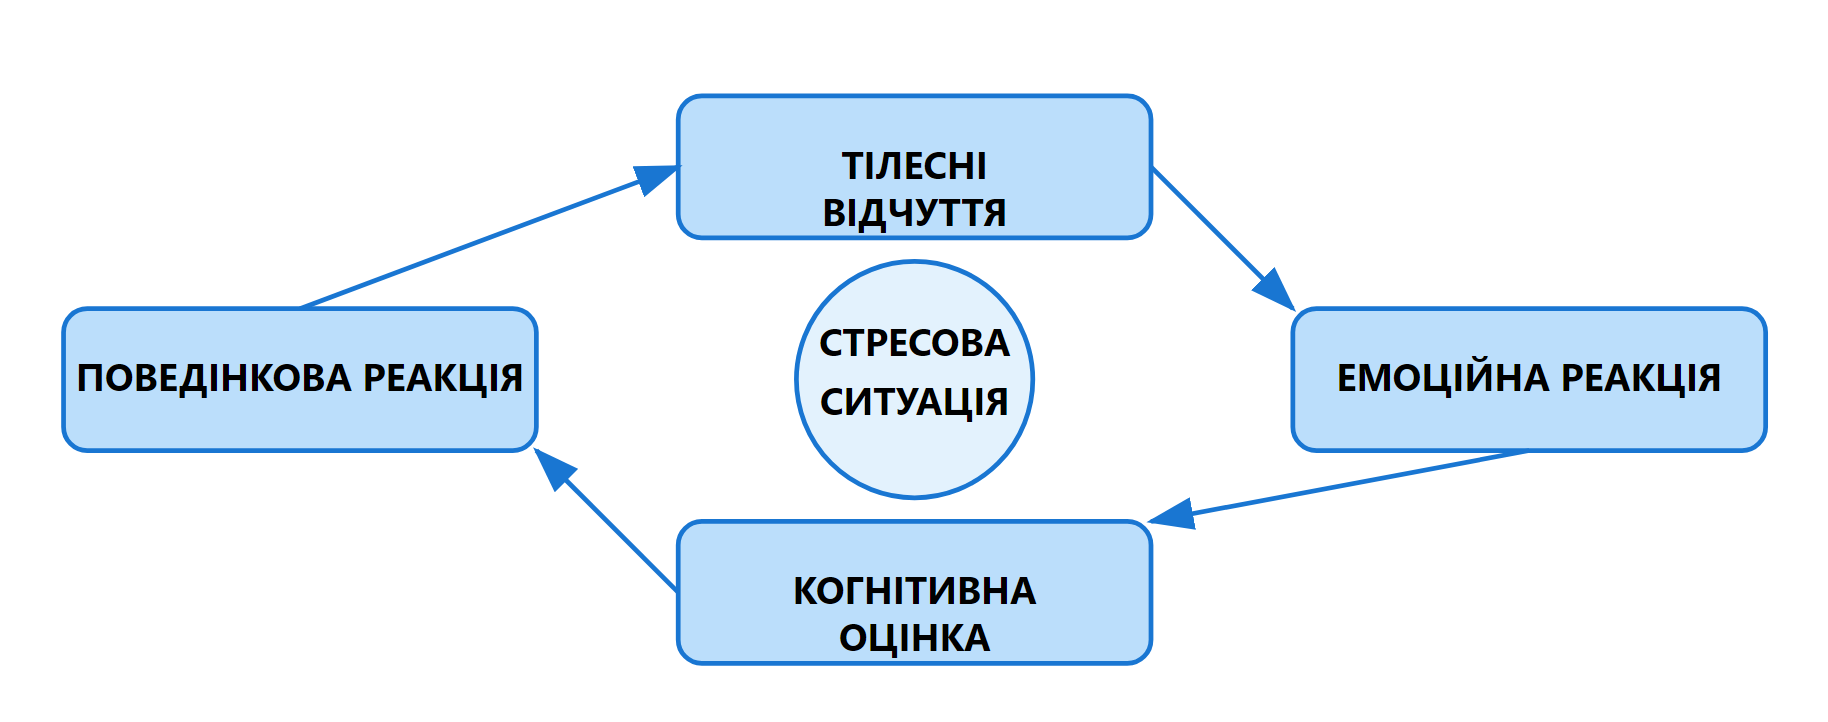 ТІЛЕСНІ
ВІДЧУТТЯ
СТРЕСОВА
СИТУАЦІЯ
ПОВЕДІНКОВА РЕАКЦІЯ
ЕМОЦІЙНА РЕАКЦІЯ
КОГНІТИВНА
ОЦІНКА